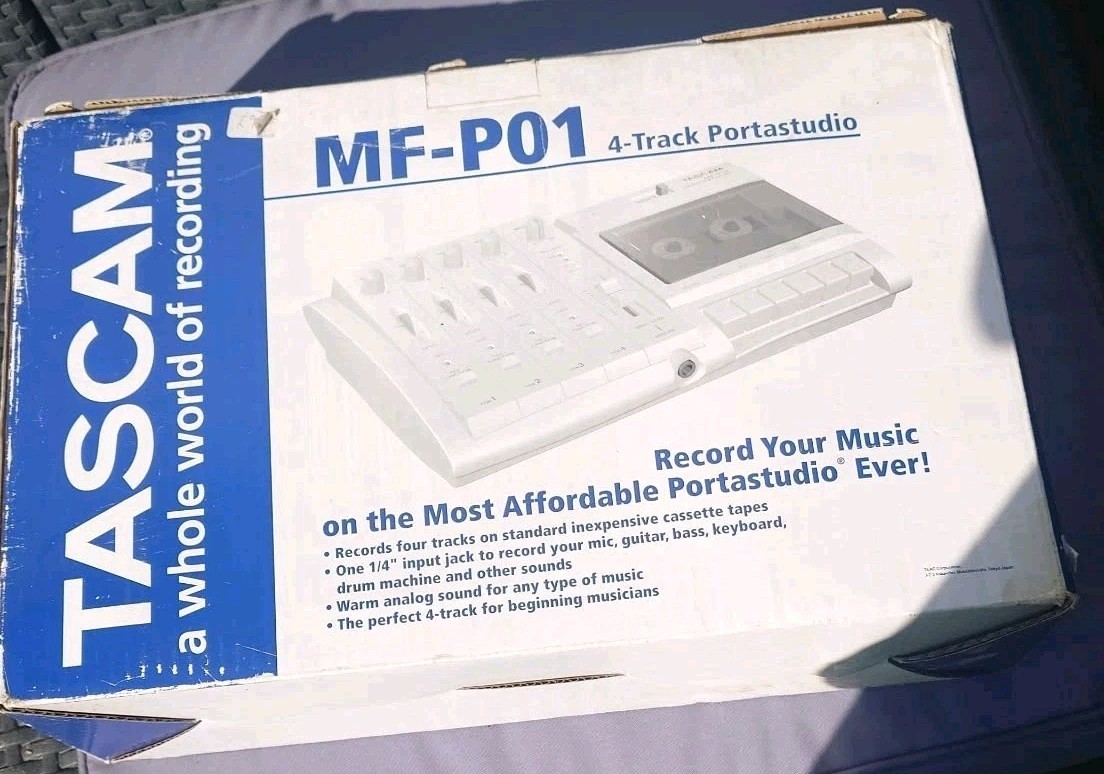 TASCAM®
a whole world of recording
MF-P01 4-Track Portastudio
TASCAM
Record Your Music
on the Most Affordable Portastudio® Ever!
• Records four tracks on standard inexpensive cassette tapes
• One 1/4" input jack to record your mic, guitar, bass, keyboard,
drum machine and other sounds
• Warm analog sound for any type of music
• The perfect 4-track for beginning musicians